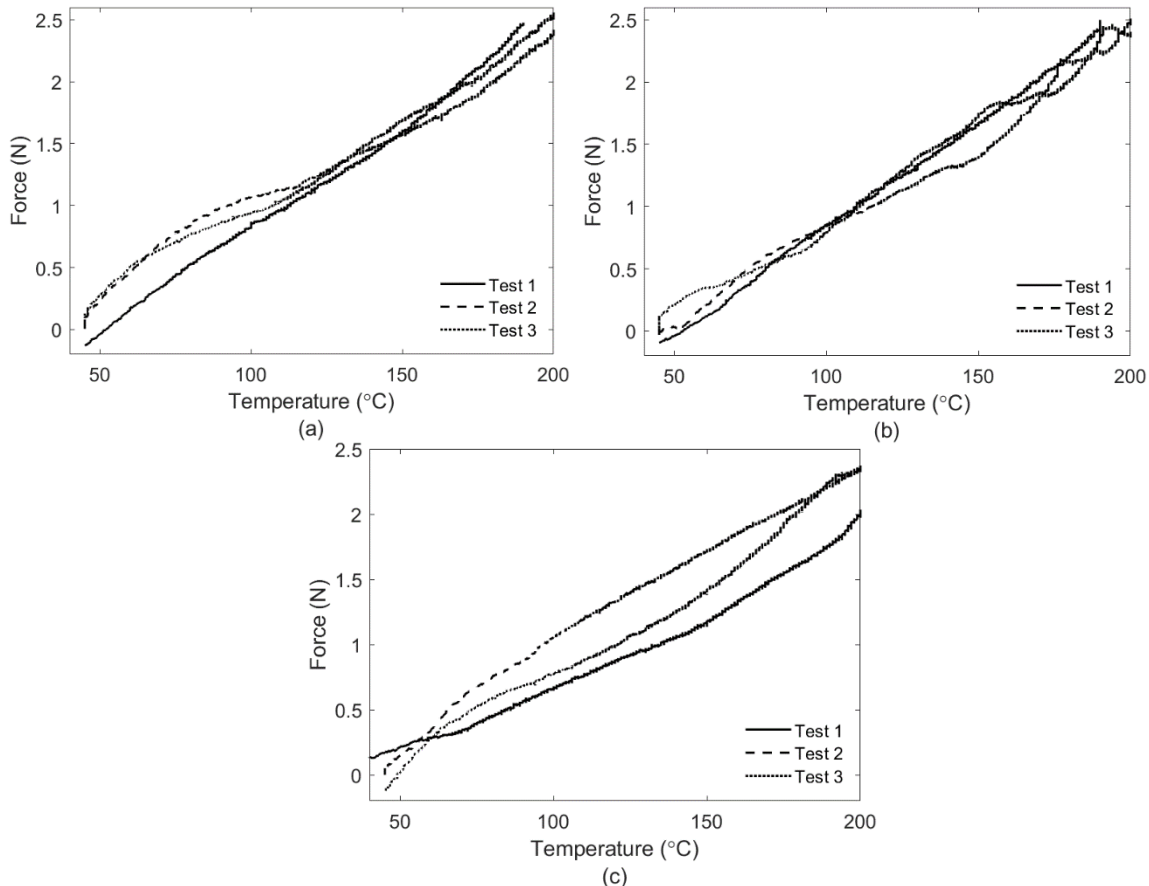 2.5
2
1.5
1
0.5
0
Force (N)
Test 1
Test 2
Test 3
50 100 150 200
Temperature (°C)
(a)
2.5
2
1.5
1
0.5
0
Force (N)
Test 1
Test 2
Test 3
50 100 150 200
Temperature (°C)
(b)
2.5
2
1.5
1
0.5
0
Force (N)
Test 1
Test 2
Test 3
50 100 150 200
Temperature (°C)
(c)